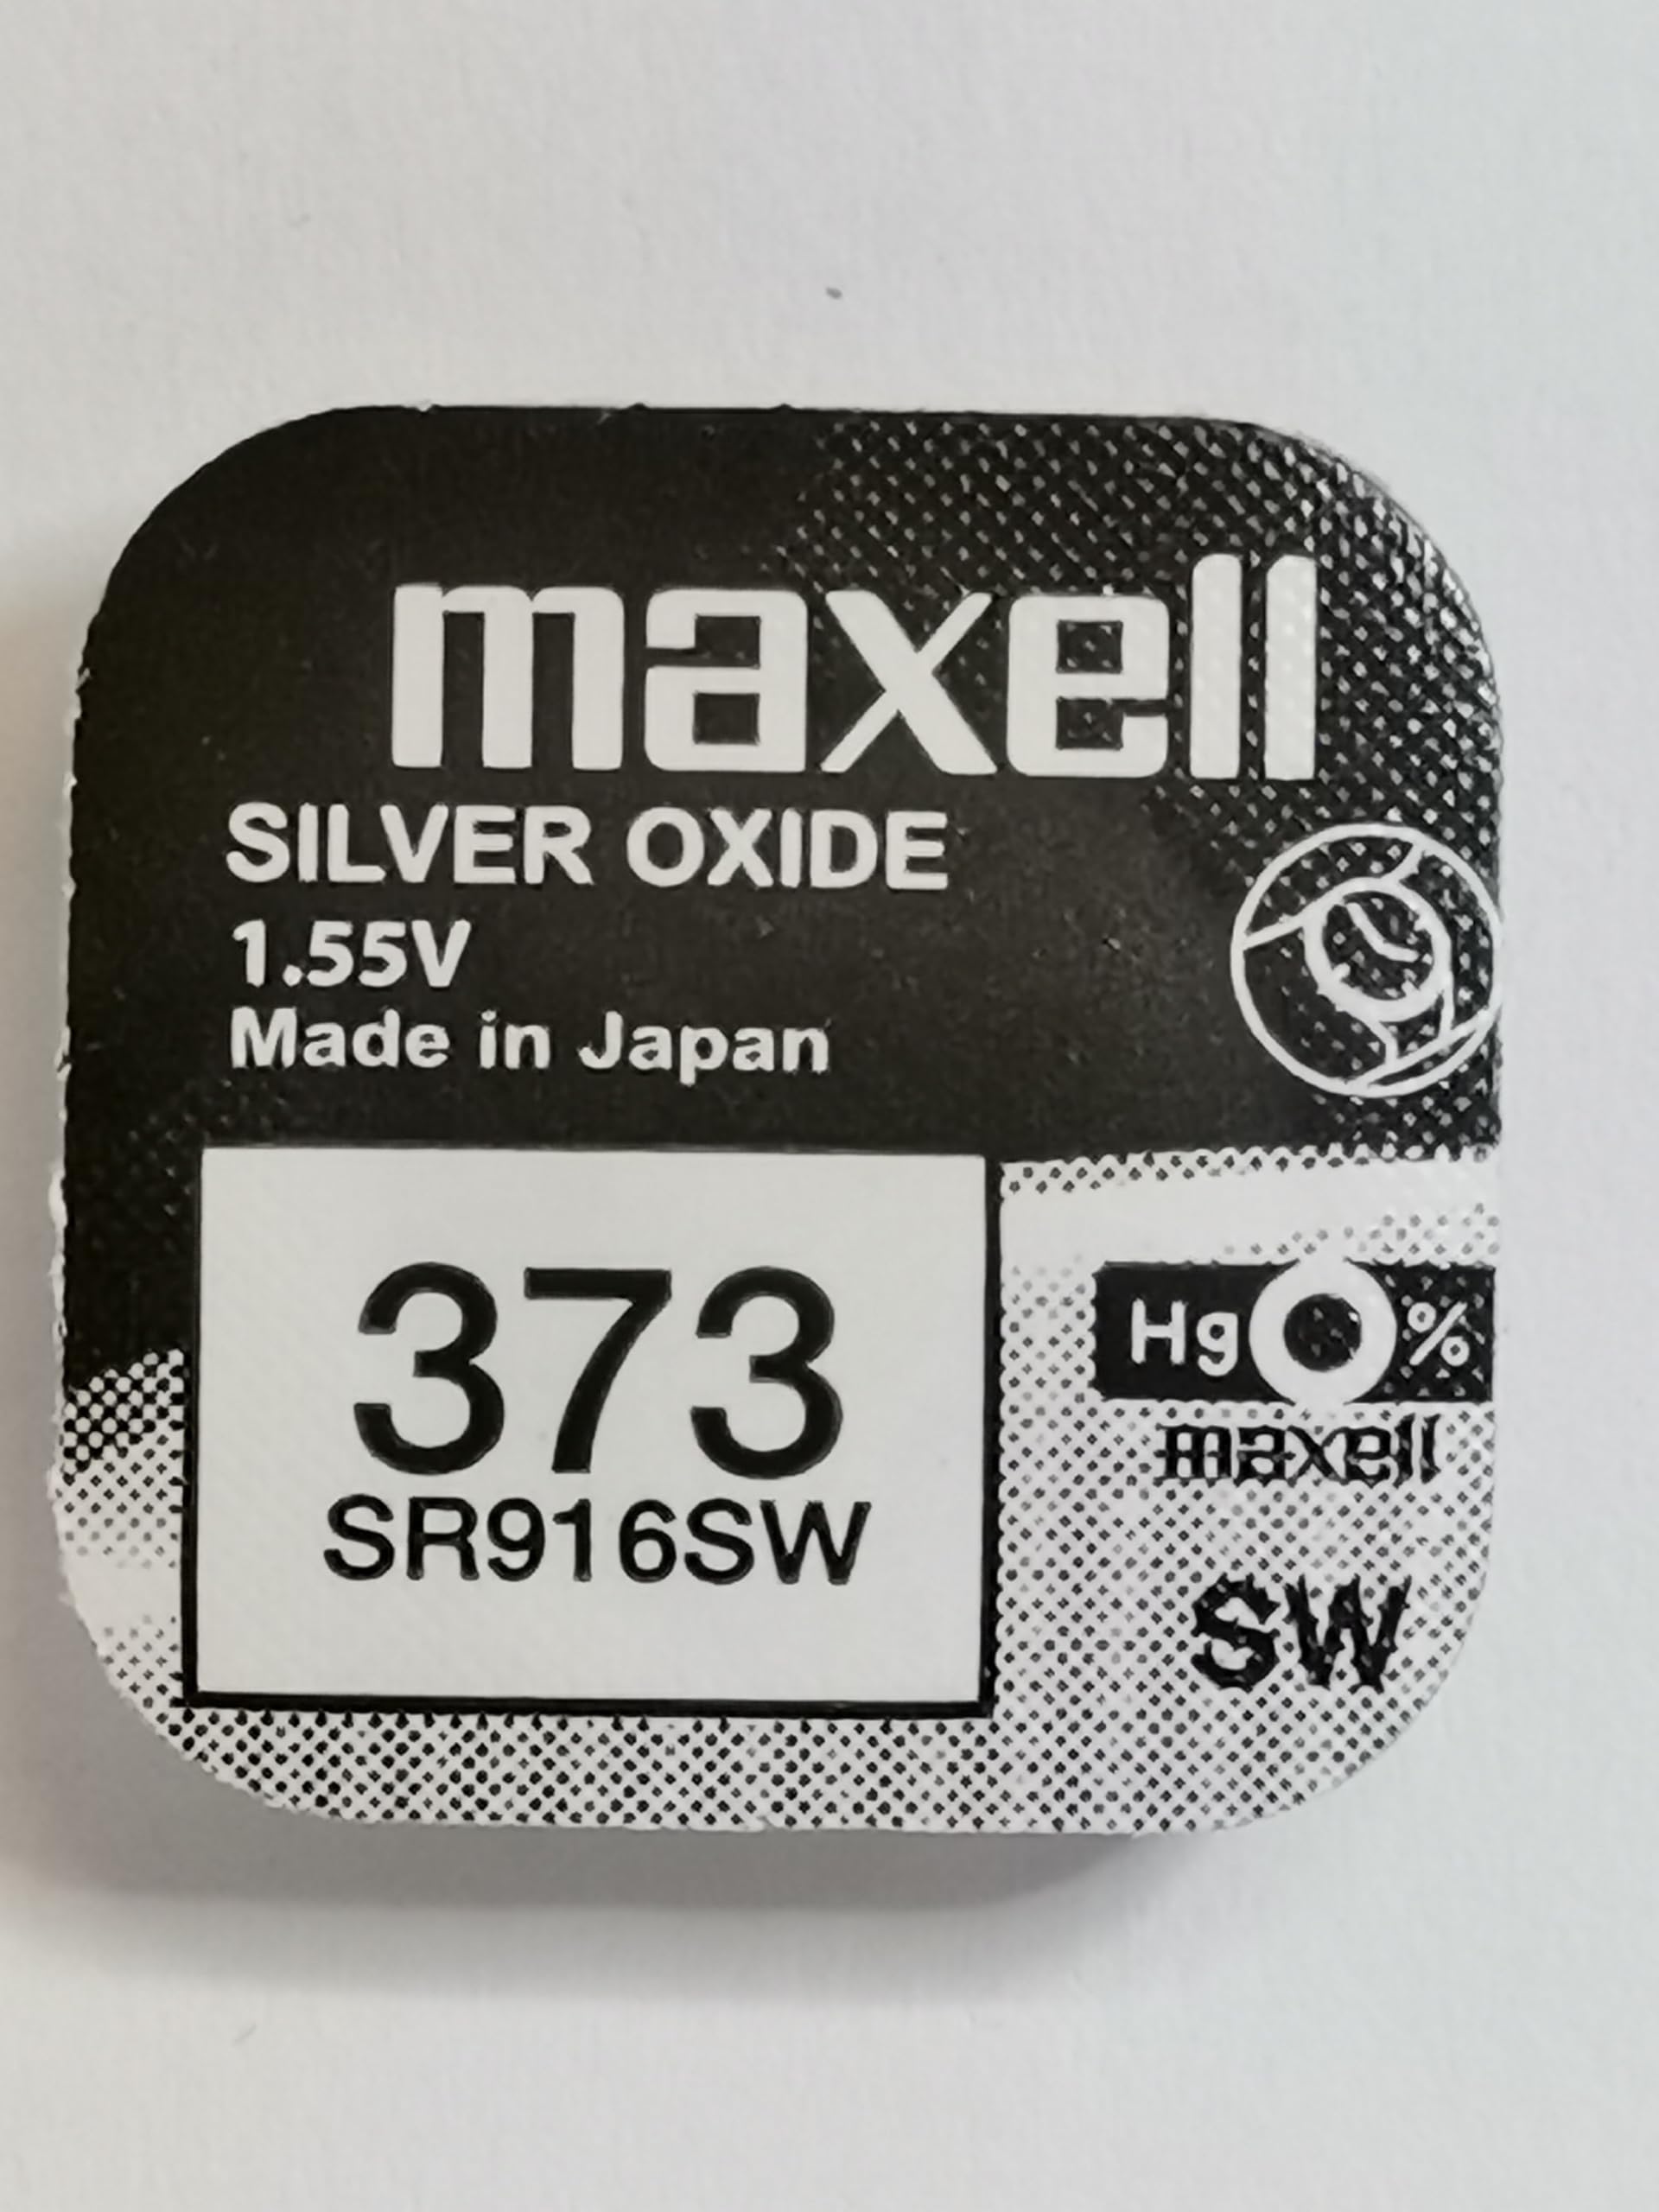 maxell
SILVER OXIDE
1.55V
Made in Japan
373
SR916SW
Hg0%
maxell
SW